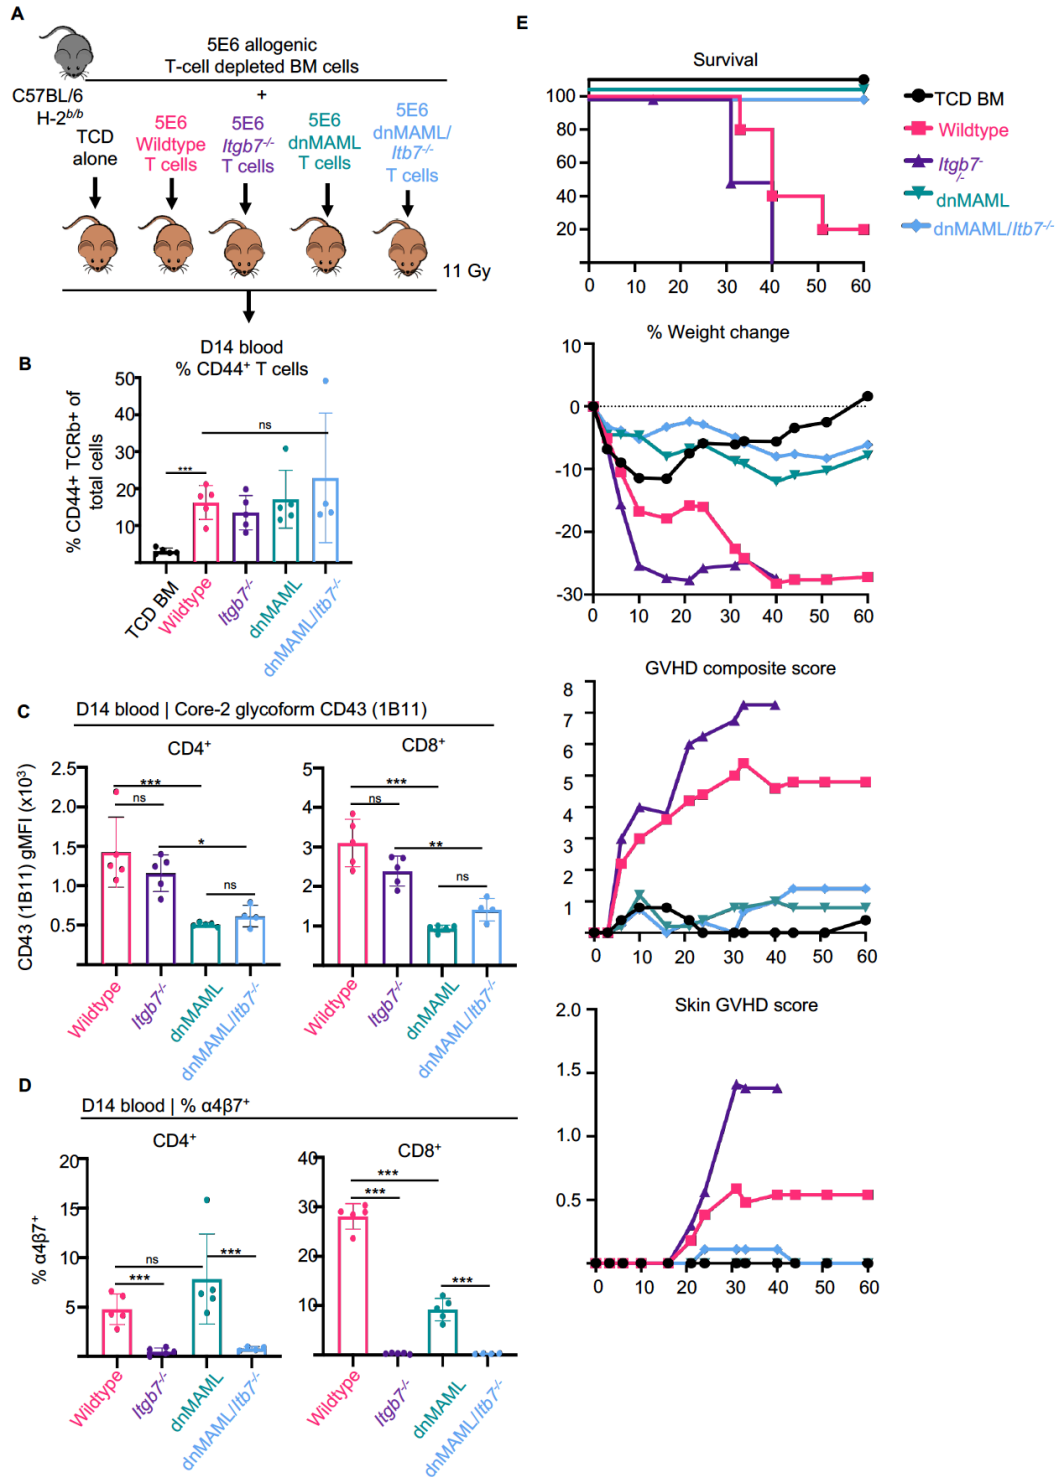 A
5E6 allogenic
T-cell depleted BM cells
C57BL/6
H-2b/b
+
TCD
alone
5E6
Wildtype
T cells
5E6
Itgb7-/-
T cells
5E6
dnMAML
T cells
5E6
dnMAML/
Itb7-/-
T cells
11 Gy
B
D14 blood
% CD44+ T cells
% CD44+ TCRb+ of
total cells
50
40
30
20
10
***
ns
TCD BM
Wildtype
Itgb7-/-
dnMAML
dnMAML/Itb7-/-
C
D14 blood | Core-2 glycoform CD43 (1B11)
CD4+
CD43 (1B11) gMFI (x10³)
2.5
2.0
1.5
1.0
0.5
***
ns
*
ns
Wildtype
Itgb7-/-
dnMAML
dnMAML/Itb7-/-
CD8+
5
4
3
2
1
***
ns
**
ns
Wildtype
Itgb7-/-
dnMAML
dnMAML/Itb7-/-
D
D14 blood | % α4β7+
CD4+
% α4β7+
20
15
10
5
ns
***
***
Wildtype
Itgb7-/-
dnMAML
dnMAML/Itb7-/-
CD8+
40
30
20
10
***
***
***
Wildtype
Itgb7-/-
dnMAML
dnMAML/Itb7-/-
E
Survival
100
80
60
40
20
0 10 20 30 40 50 60
TCD BM
Wildtype
Itgb7-
/-
dnMAML
dnMAML/Itb7-/-
% Weight change
10
0
-10
-20
-30
0 10 20 30 40 50 60
GVHD composite score
8
7
6
5
4
3
2
1
0 10 20 30 40 50 60
Skin GVHD score
2.0
1.5
1.0
0.5
0 10 20 30 40 50 60